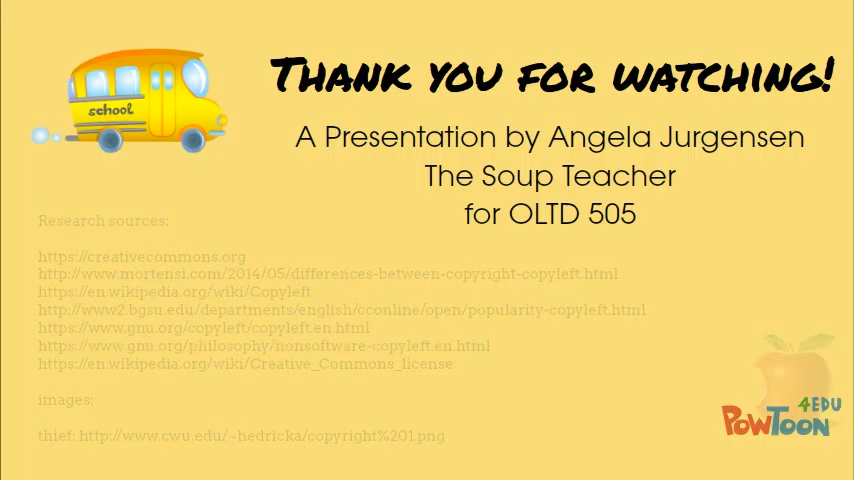 school
Thank you for watching!
A Presentation by Angela Jurgensen
The Soup Teacher
for OLTD 505
Research sources:
https://creativecommons.org
http://www.mortensi.com/2014/05/differences-between-copyright-copyleft.html
https://en.wikipedia.org/wiki/Copyleft
http://www2.bgsu.edu/departments/english/cconline/open/popularity-copyleft.html
https://www.gnu.org/copyleft/copyleft.en.html
https://www.gnu.org/philosophy/nonsoftware-copyleft.en.html
https://en.wikipedia.org/wiki/Creative_Commons_license
images:
thief: http://www.cwu.edu/~hedricka/copyright%201.png
4EDU
PowToon